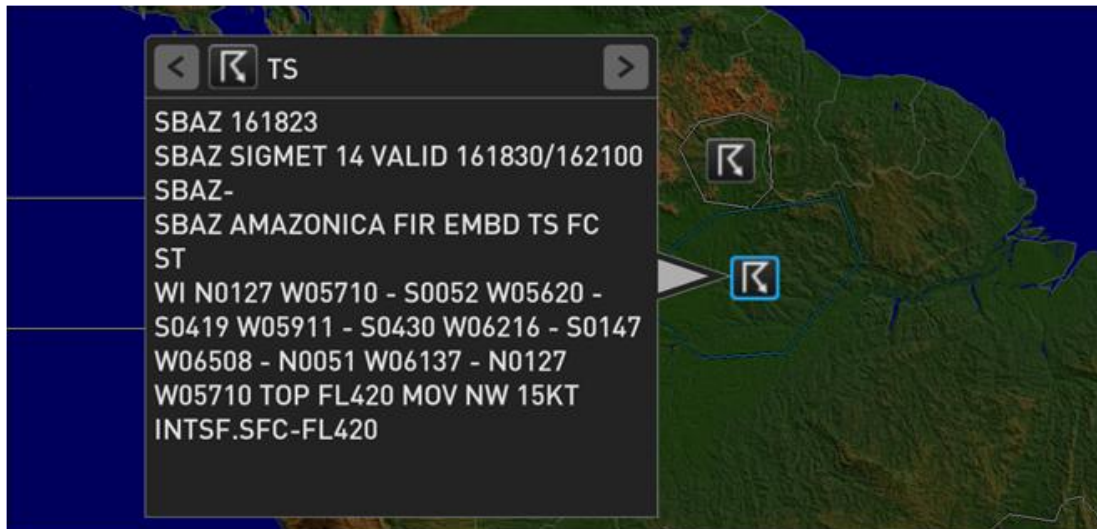 < TS >
SBAZ 161823
SBAZ SIGMET 14 VALID 161830/162100
SBAZ-
SBAZ AMAZONICA FIR EMBD TS FC
ST
WI N0127 W05710 - S0052 W05620 -
S0419 W05911 - S0430 W06216 - S0147
W06508 - N0051 W06137 - N0127
W05710 TOP FL420 MOV NW 15KT
INTSF.SFC-FL420